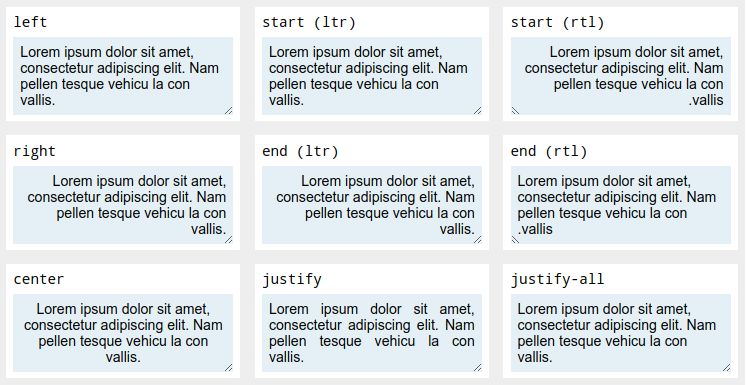 left
Lorem ipsum dolor sit amet,
consectetur adipiscing elit. Nam
pellen tesque vehicu la con
vallis.
start (ltr)
Lorem ipsum dolor sit amet,
consectetur adipiscing elit. Nam
pellen tesque vehicu la con
vallis.
start (rtl)
Lorem ipsum dolor sit amet,
consectetur adipiscing elit. Nam
pellen tesque vehicu la con
.vallis
right
Lorem ipsum dolor sit amet,
consectetur adipiscing elit. Nam
pellen tesque vehicu la con
vallis.
end (ltr)
Lorem ipsum dolor sit amet,
consectetur adipiscing elit. Nam
pellen tesque vehicu la con
vallis.
end (rtl)
Lorem ipsum dolor sit amet,
consectetur adipiscing elit. Nam
pellen tesque vehicu la con
.vallis
center
Lorem ipsum dolor sit amet,
consectetur adipiscing elit. Nam
pellen tesque vehicu la con
vallis.
justify
Lorem ipsum dolor sit amet,
consectetur adipiscing elit. Nam
pellen tesque vehicu la con
vallis.
justify-all
Lorem ipsum dolor sit amet,
consectetur adipiscing elit. Nam
pellen tesque vehicu la con
vallis.